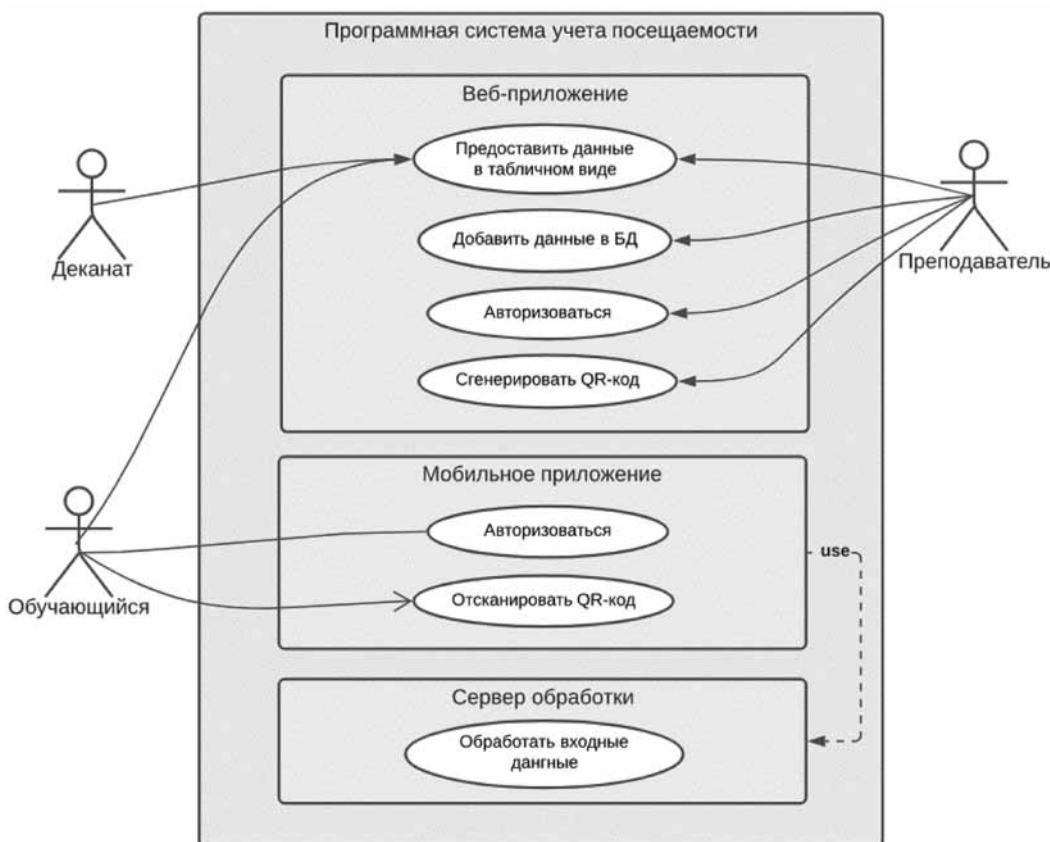 Программная система учета посещаемости
Веб-приложение
Предоставить данные
в табличном виде
Добавить данные в БД
Авторизоваться
Сгенерировать QR-код
Деканат
Преподаватель
Мобильное приложение
Авторизоваться
Отсканировать QR-код
use
Обучающийся
Сервер обработки
Обработать входные
дангные